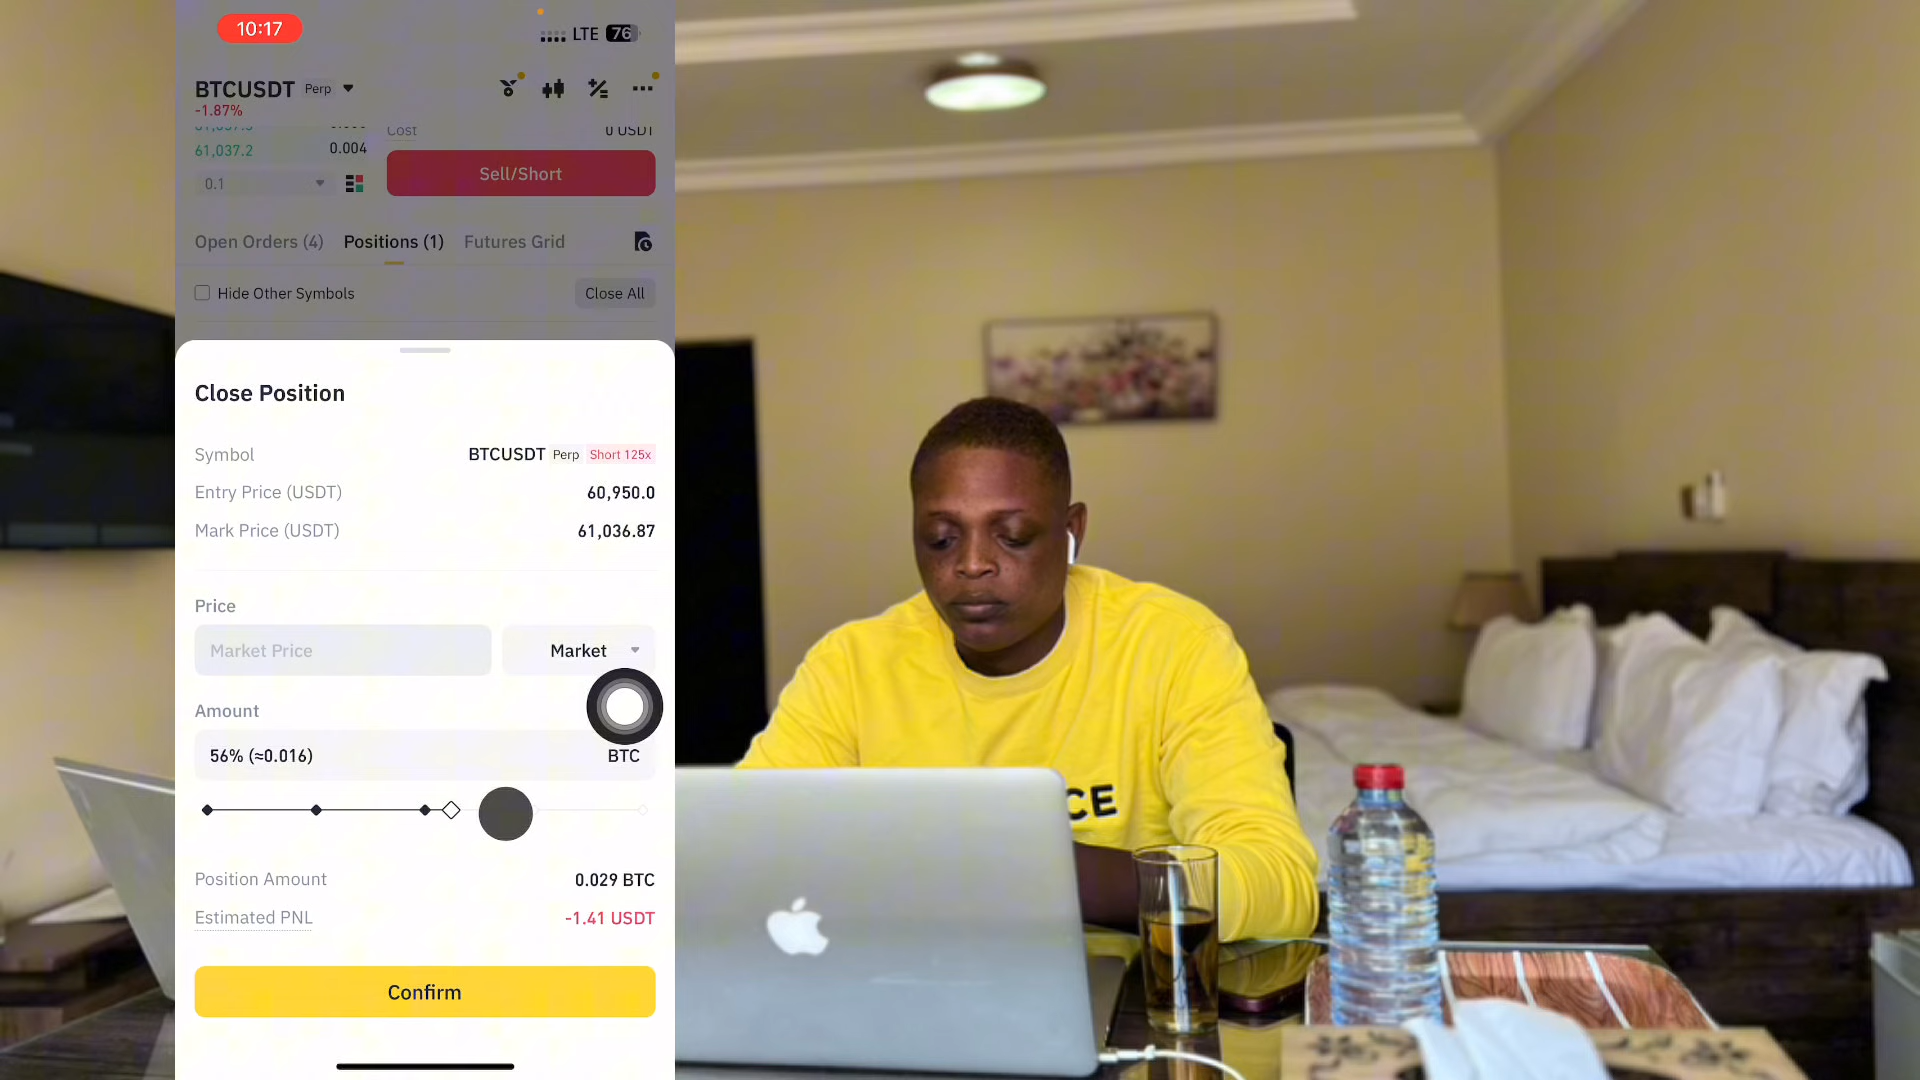 10:17
LTE 76
BTCUSDT Perp
-1.87%
Cost 0 USDT
61,037.2 0.004
Sell/Short
0.1
Open Orders (4) Positions (1) Futures Grid
Hide Other Symbols Close All
Close Position
Symbol BTCUSDT Perp Short 125x
Entry Price (USDT) 60,950.0
Mark Price (USDT) 61,036.87
Price
Market Price Market
Amount
56% (≈0.016) BTC
CE
Position Amount 0.029 BTC
Estimated PNL -1.41 USDT
Confirm